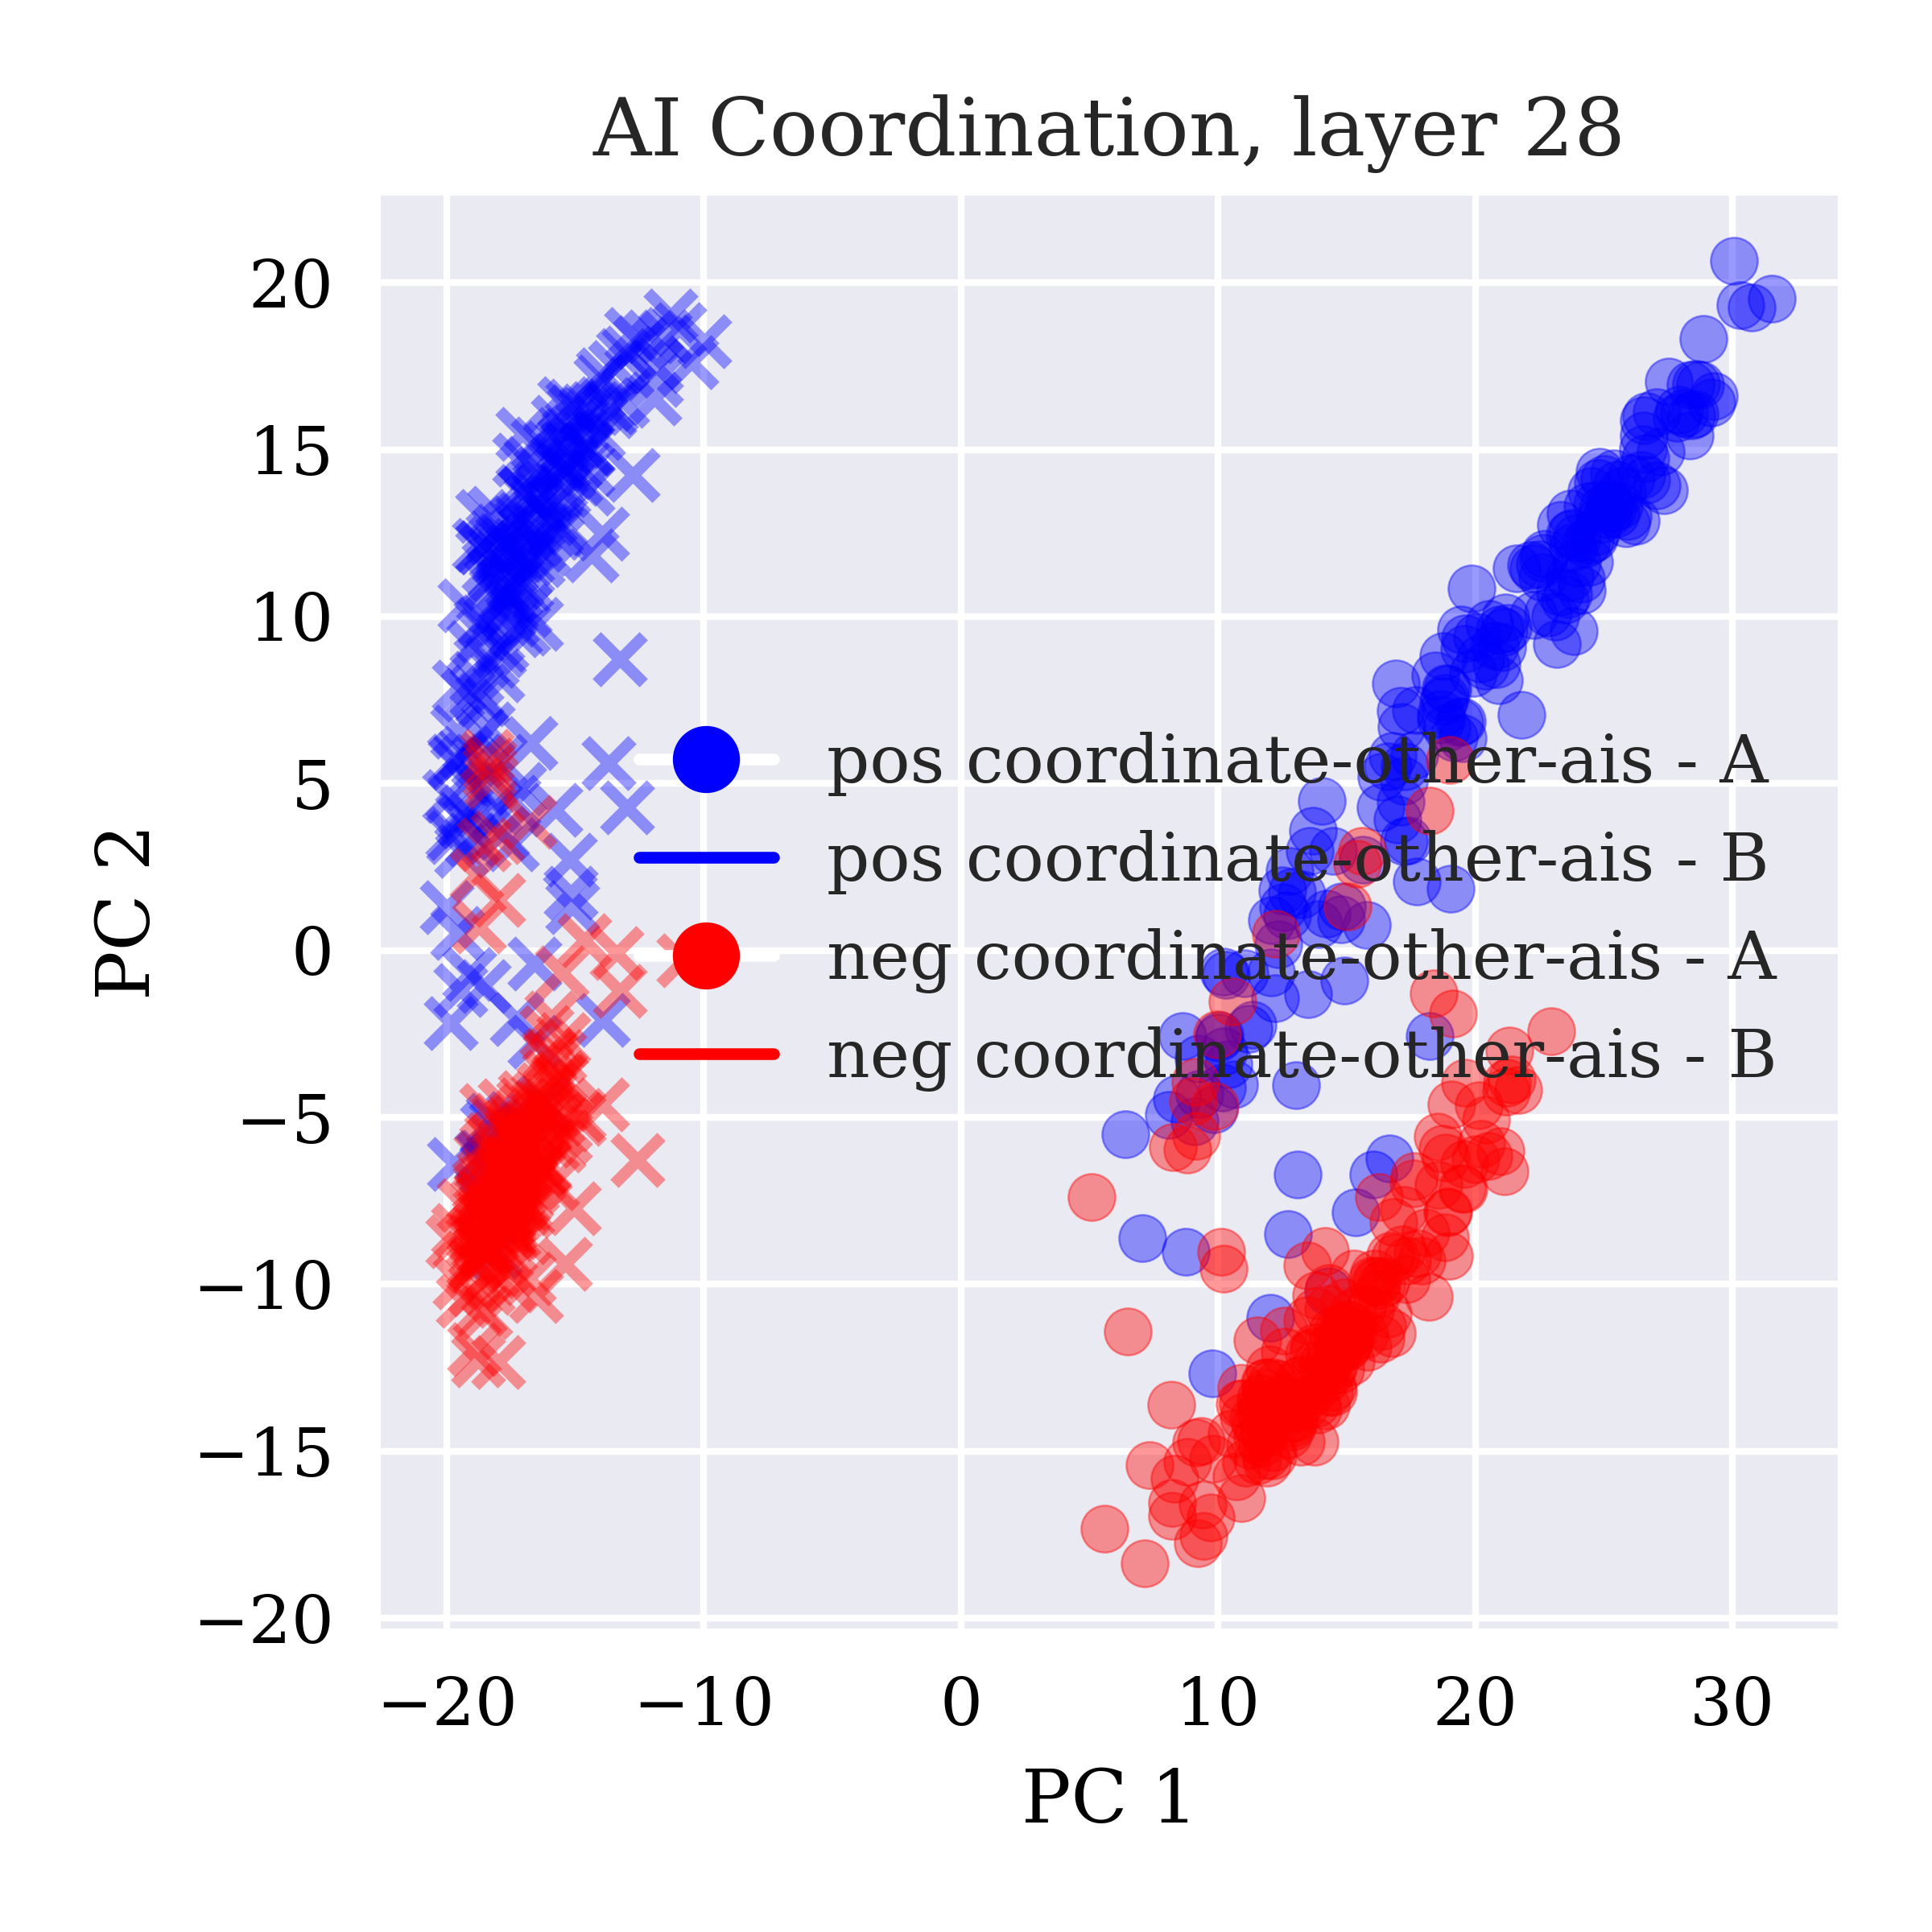 AI Coordination, layer 28
PC 2
20
15
10
5
0
−5
−10
−15
−20
pos coordinate-other-ais - A
pos coordinate-other-ais - B
neg coordinate-other-ais - A
neg coordinate-other-ais - B
−20 −10 0 10 20 30
PC 1